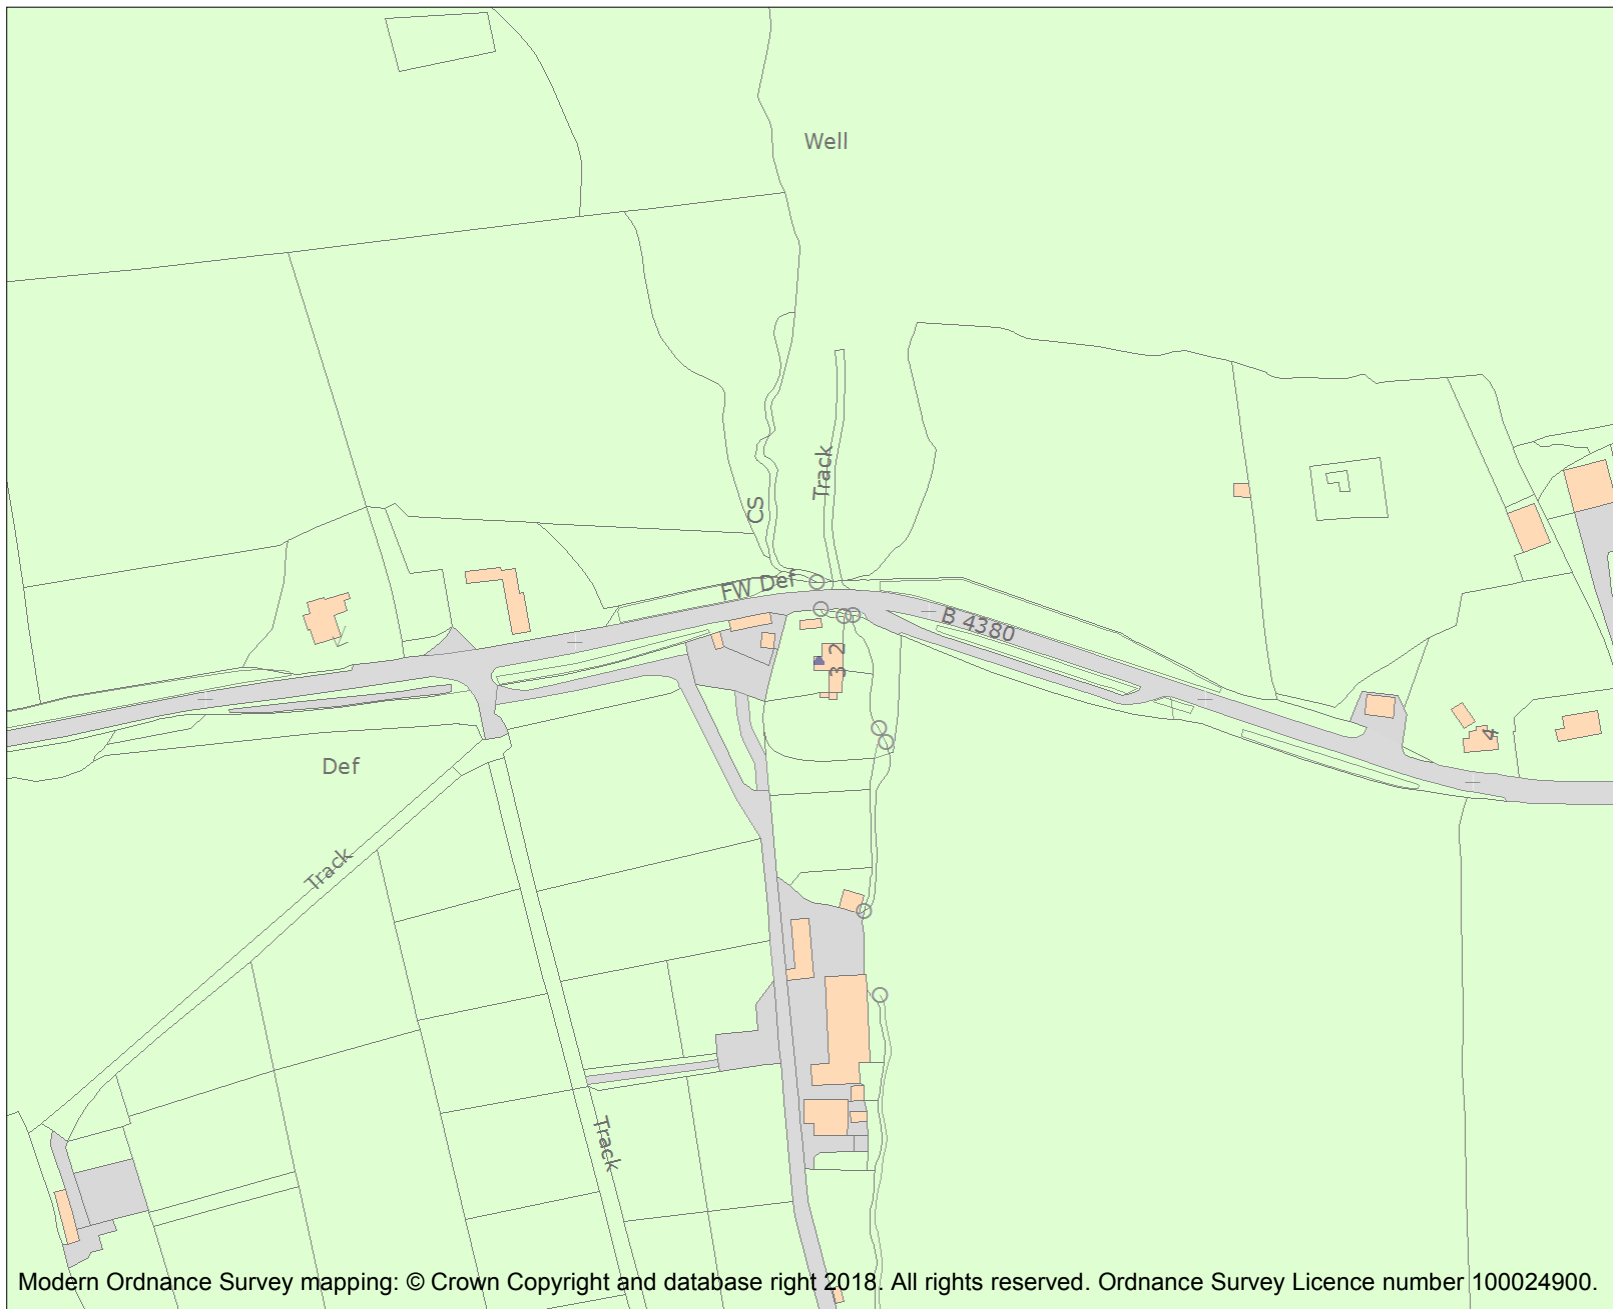 Well
Track
CS
FW Def
B 4380
2
3
4
Def
Track
Track
Modern Ordnance Survey mapping: © Crown Copyright and database right 2018. All rights reserved. Ordnance Survey Licence number 100024900.